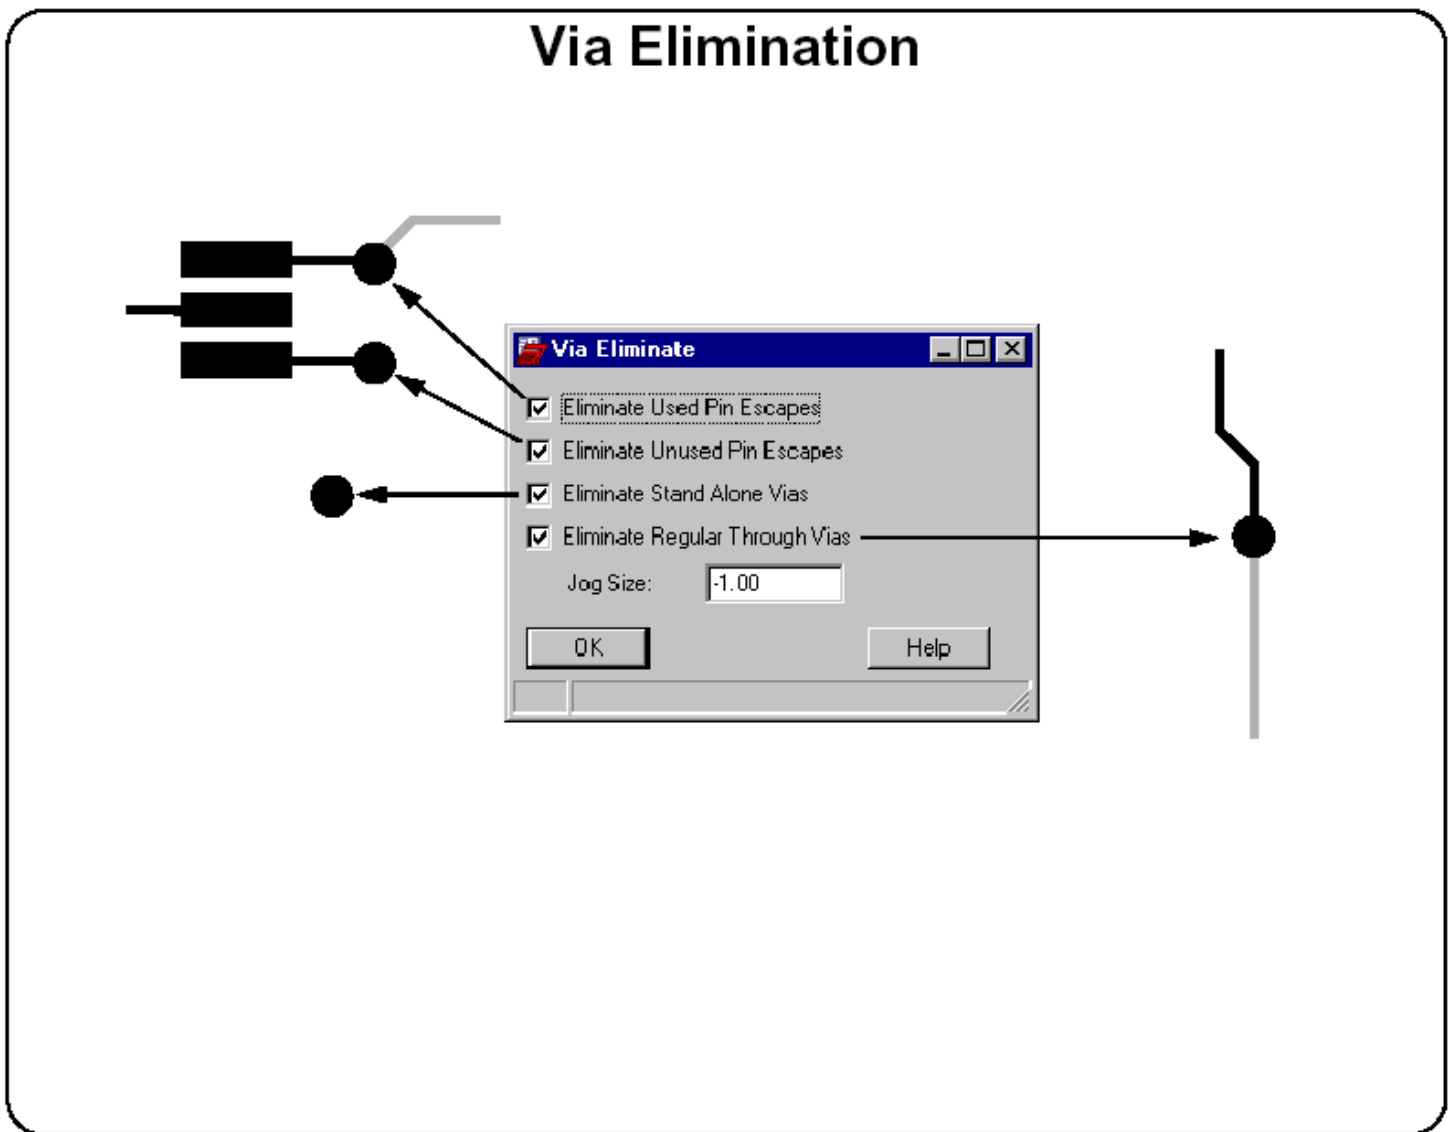 Via Elimination
Via Eliminate
Eliminate Used Pin Escapes
Eliminate Unused Pin Escapes
Eliminate Stand Alone Vias
Eliminate Regular Through Vias
Jog Size: -1.00
OK Help